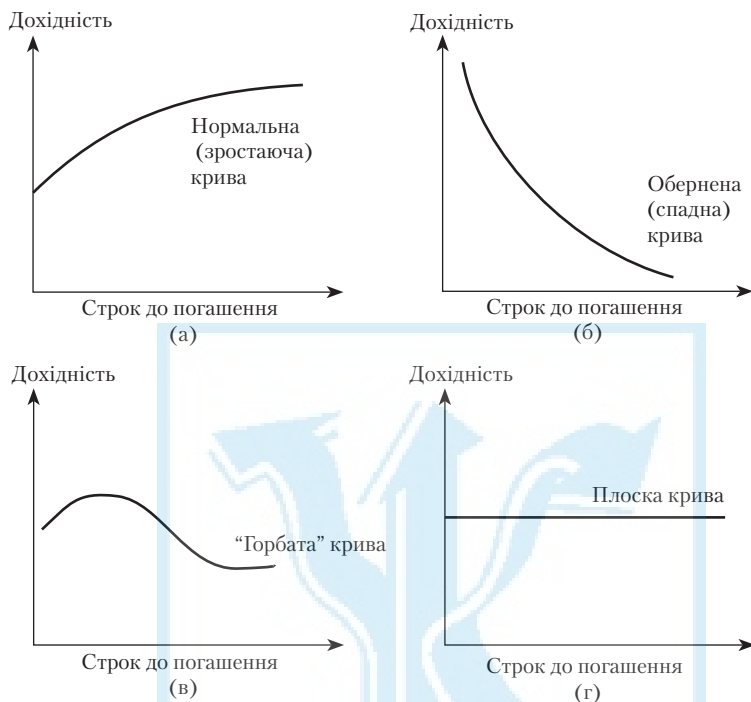 Дохідність
Нормальна
(зростаюча)
крива
Строк до погашення
(а)
Дохідність
Обернена
(спадна)
крива
Строк до погашення
(б)
Дохідність
“Горбата” крива
Строк до погашення
(в)
Дохідність
Плоска крива
Строк до погашення
(г)